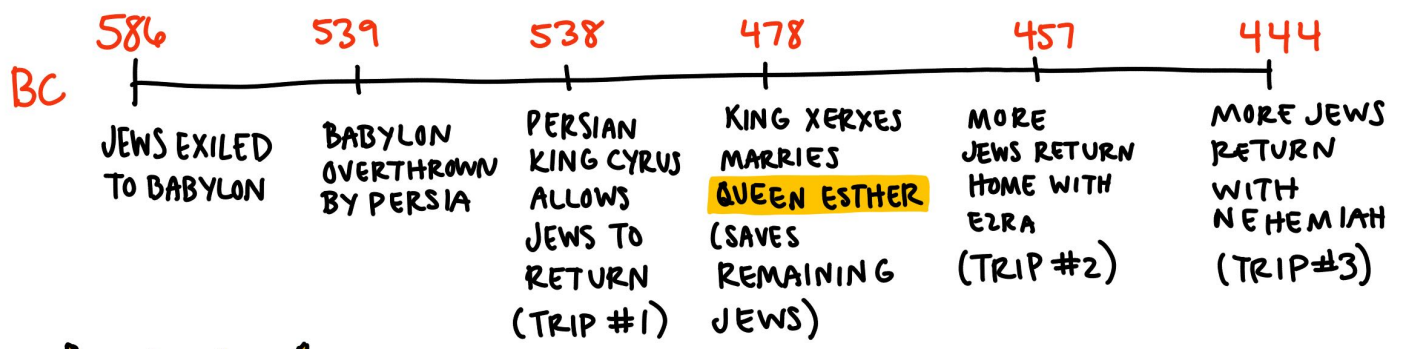 586 539 538 478 457 444
BC
JEWS EXILED
TO BABYLON
BABYLON
OVERTHROWN
BY PERSIA
PERSIAN
KING CYRUS
ALLOWS
JEWS TO
RETURN
(TRIP #1)
KING XERXES
MARRIES
QUEEN ESTHER
(SAVES
REMAINING
JEWS)
MORE
JEWS RETURN
HOME WITH
EZRA
(TRIP #2)
MORE JEWS
RETURN
WITH
NEHEMIAH
(TRIP #3)